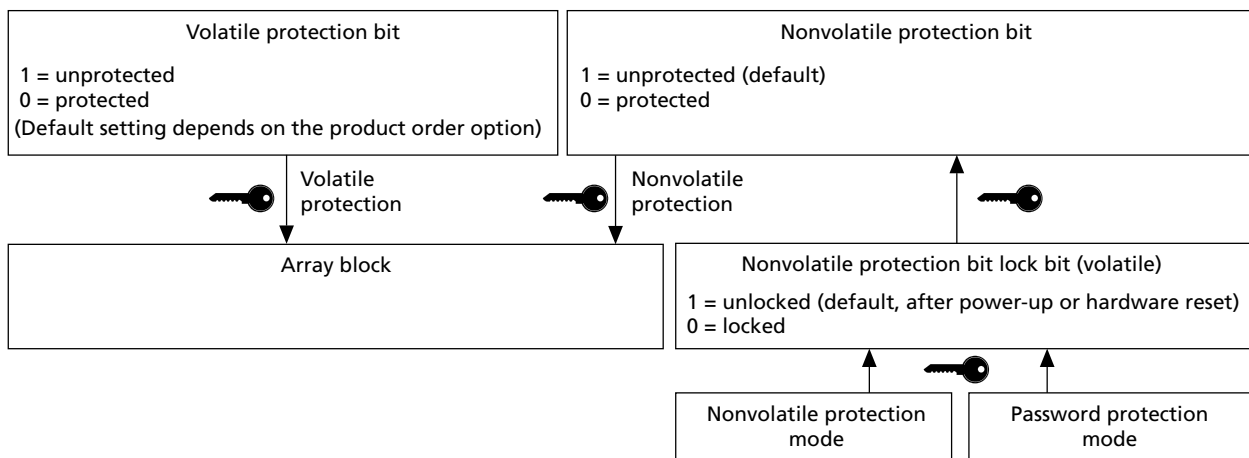 Volatile protection bit
1 = unprotected
0 = protected
(Default setting depends on the product order option)
Nonvolatile protection bit
1 = unprotected (default)
0 = protected
Volatile
protection
Nonvolatile
protection
Array block
Nonvolatile protection bit lock bit (volatile)
1 = unlocked (default, after power-up or hardware reset)
0 = locked
Nonvolatile protection
mode
Password protection
mode